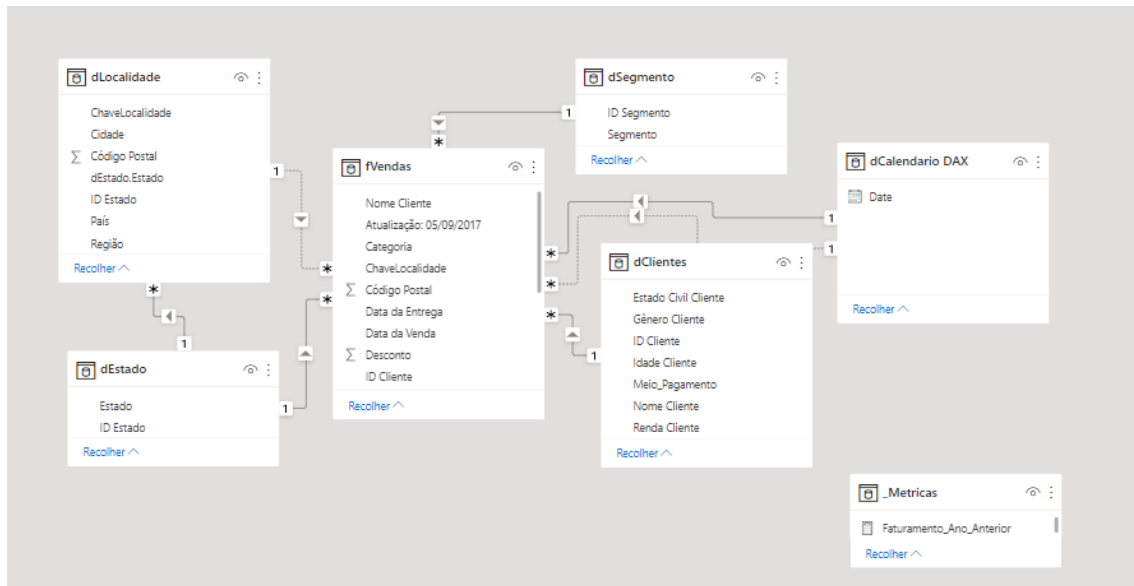 dLocalidade
ChaveLocalidade
Cidade
∑ Código Postal
dEstado.Estado
ID Estado
País
Região
Recolher
dSegmento
ID Segmento
Segmento
Recolher
fVendas
Nome Cliente
Atualização: 05/09/2017
Categoria
ChaveLocalidade
∑ Código Postal
Data da Entrega
Data da Venda
∑ Desconto
ID Cliente
Recolher
dCalendario DAX
Date
Recolher
dClientes
Estado Civil Cliente
Gênero Cliente
ID Cliente
Idade Cliente
Meio_Pagamento
Nome Cliente
Renda Cliente
Recolher
dEstado
Estado
ID Estado
Recolher
_Metricas
Faturamento_Ano_Anterior
Recolher
1
*
1
*
*
1
1
*
*
1
*
1
*
1